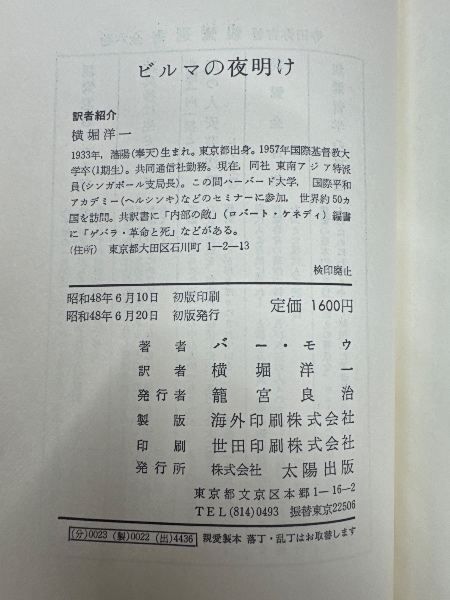 ビルマの夜明け
訳者紹介
横堀洋一
1933年，瀋陽(奉天)生まれ。東京都出身。1957年国際基督教大
学卒(1期生)。共同通信社勤務。現在，同社 東南アジア特派
員(シンガポール支局長)。この間ハーバード大学，国際平和
アカデミー(ヘルシンキ)などのセミナーに参加，世界約50ヵ
国を訪問。共訳書に「内部の敵」(ロバート・ケネディ)編書
に「ゲバラ・革命と死」などがある。
(住所) 東京都大田区石川町 1―2―13
検印廃止
昭和48年6月10日 初版印刷
昭和48年6月20日 初版発行
定価 1600円
著者 バー・モウ
訳者 横堀洋一
発行者 籠宮良治
製版 海外印刷株式会社
印刷 世田印刷株式会社
発行所 株式会社 太陽出版
東京都文京区本郷1―16―2
TEL(814)0493 振替東京22506
(分)0023 (製)0022 (出)4436 親愛製本 落丁・乱丁はお取替します